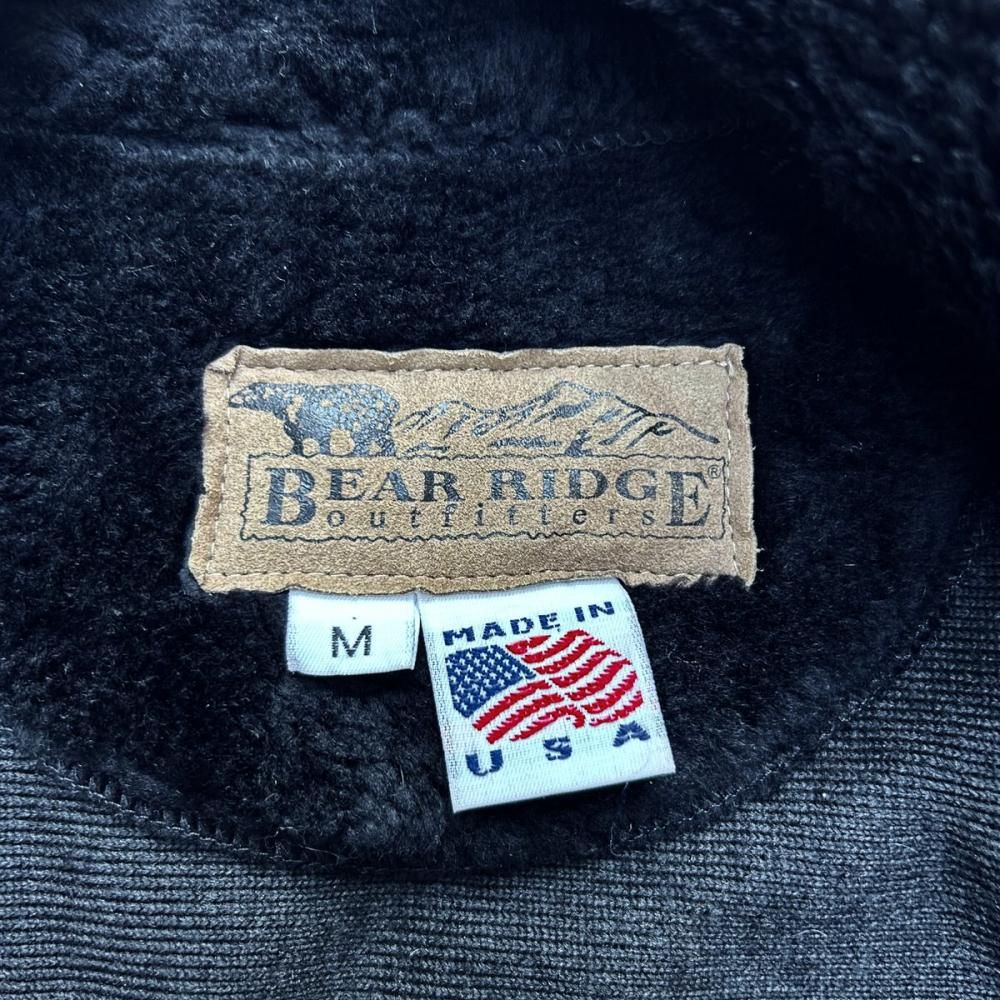 BEAR RIDGE®
outfitters
M
MADE IN
USA